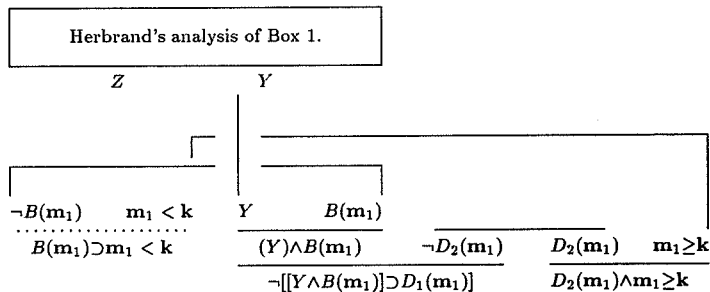 Herbrand's analysis of Box 1.
Z Y
¬B(m₁) m₁ < k Y B(m₁)
B(m₁)⊃m₁ < k (Y)∧B(m₁) ¬D₂(m₁) D₂(m₁) m₁≥k
¬[[Y∧B(m₁)]⊃D₁(m₁)] D₂(m₁)∧m₁≥k